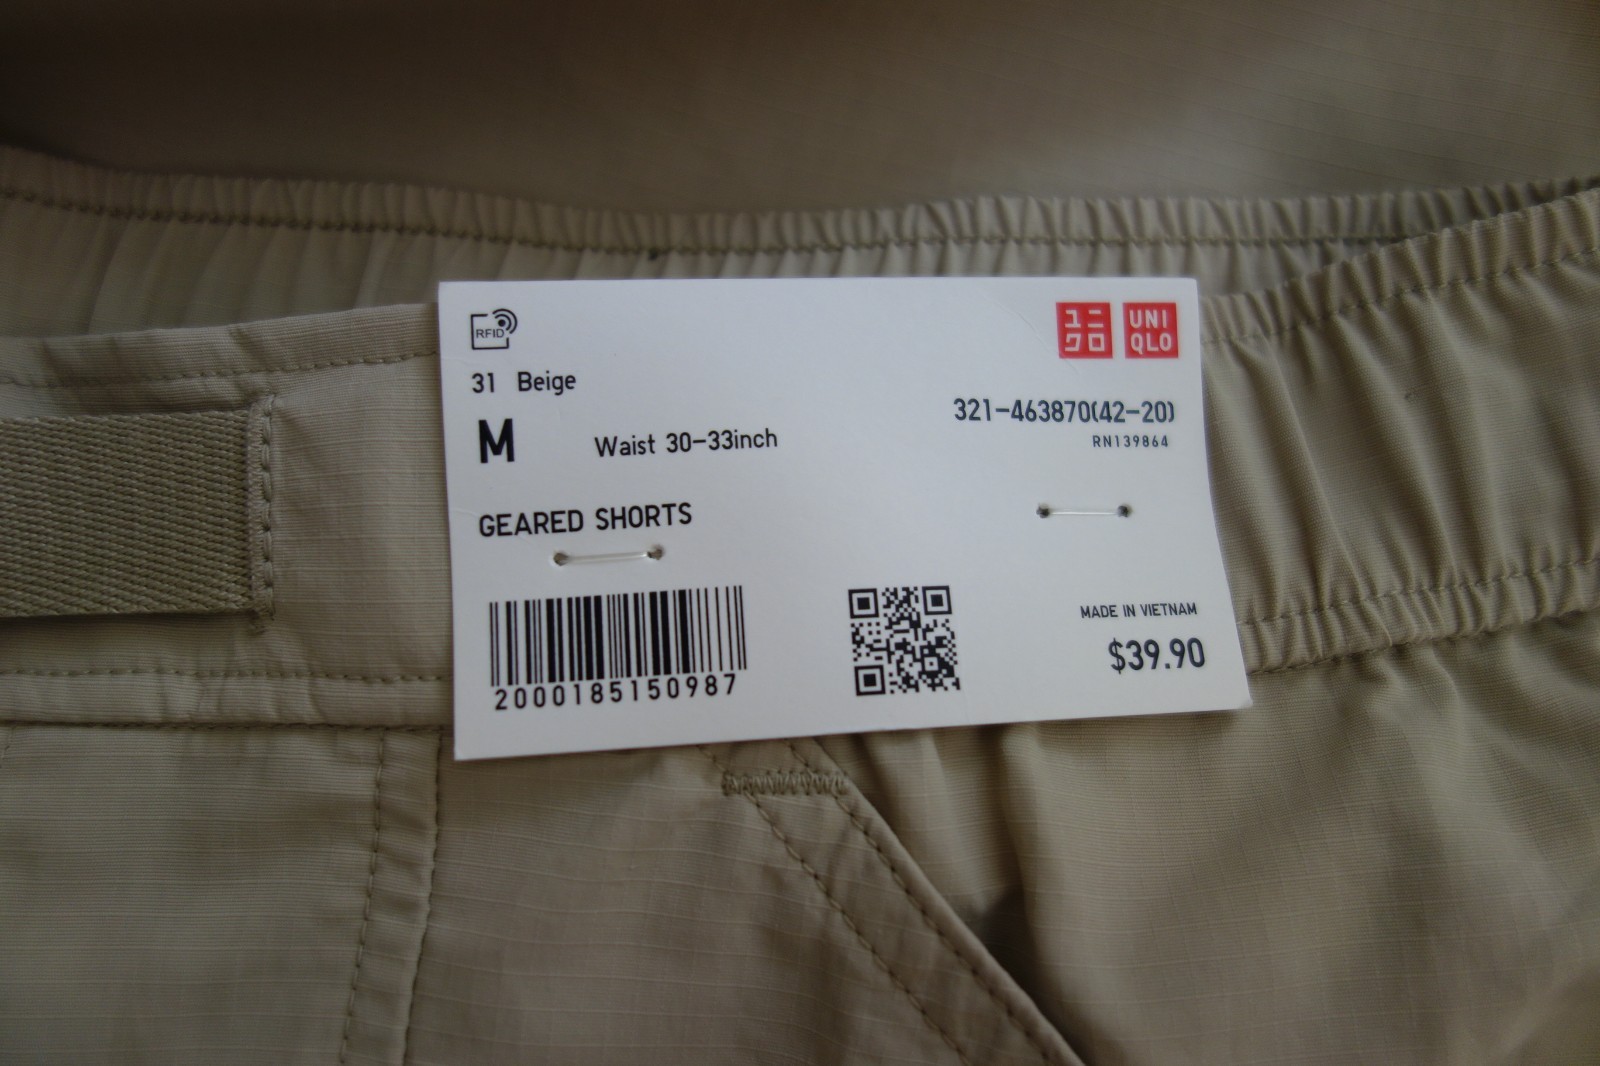 RFID
ユニ
クロ
UNI
QLO
31 Beige
321-463870(42-20)
M
Waist 30-33inch
RN139864
GEARED SHORTS
MADE IN VIETNAM
$39.90
2000185150987